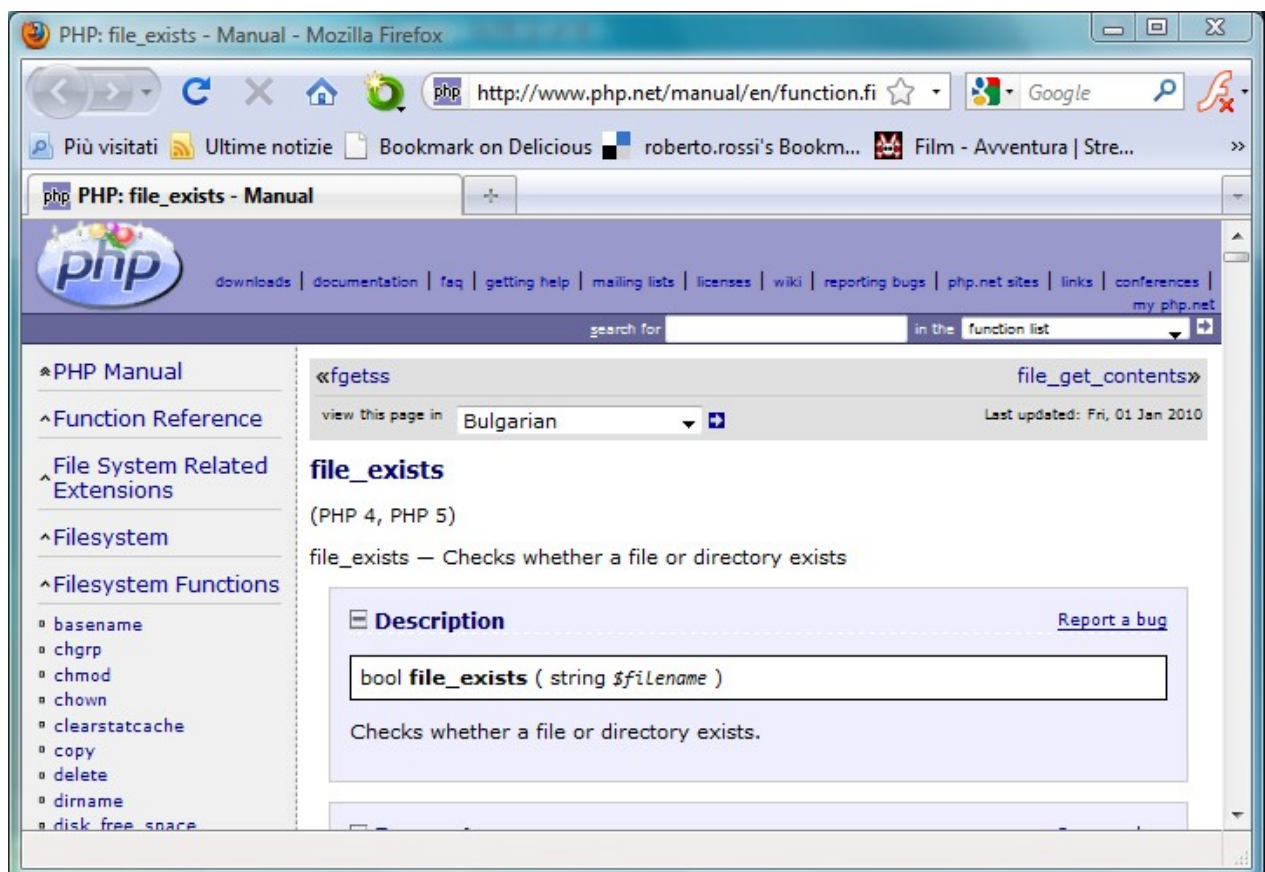 PHP: file_exists - Manual - Mozilla Firefox
php http://www.php.net/manual/en/function.fi Google
Più visitati Ultime notizie Bookmark on Delicious roberto.rossi's Bookm... Film - Avventura | Stre... »
php PHP: file_exists - Manual
php
downloads | documentation | faq | getting help | mailing lists | licenses | wiki | reporting bugs | php.net sites | links | conferences |
my php.net
search for in the function list
PHP Manual
Function Reference
File System Related
Extensions
Filesystem
Filesystem Functions
basename
chgrp
chmod
chown
clearstatcache
copy
delete
dirname
disk_free_space
«fgetss file_get_contents»
view this page in Bulgarian Last updated: Fri, 01 Jan 2010
file_exists
(PHP 4, PHP 5)
file_exists — Checks whether a file or directory exists
Description Report a bug
bool file_exists ( string $filename )
Checks whether a file or directory exists.